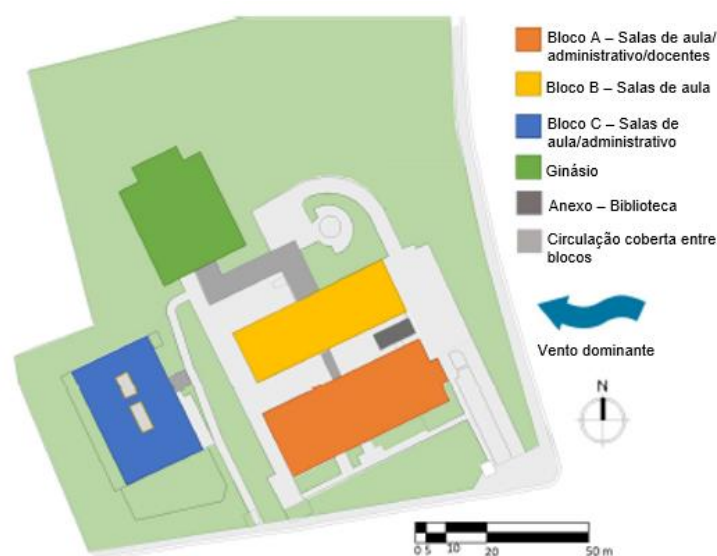 Bloco A – Salas de aula/
administrativo/docentes
Bloco B – Salas de aula
Bloco C – Salas de
aula/administrativo
Ginásio
Anexo – Biblioteca
Circulação coberta entre
blocos
Vento dominante
N
0 5 10 20 50 m